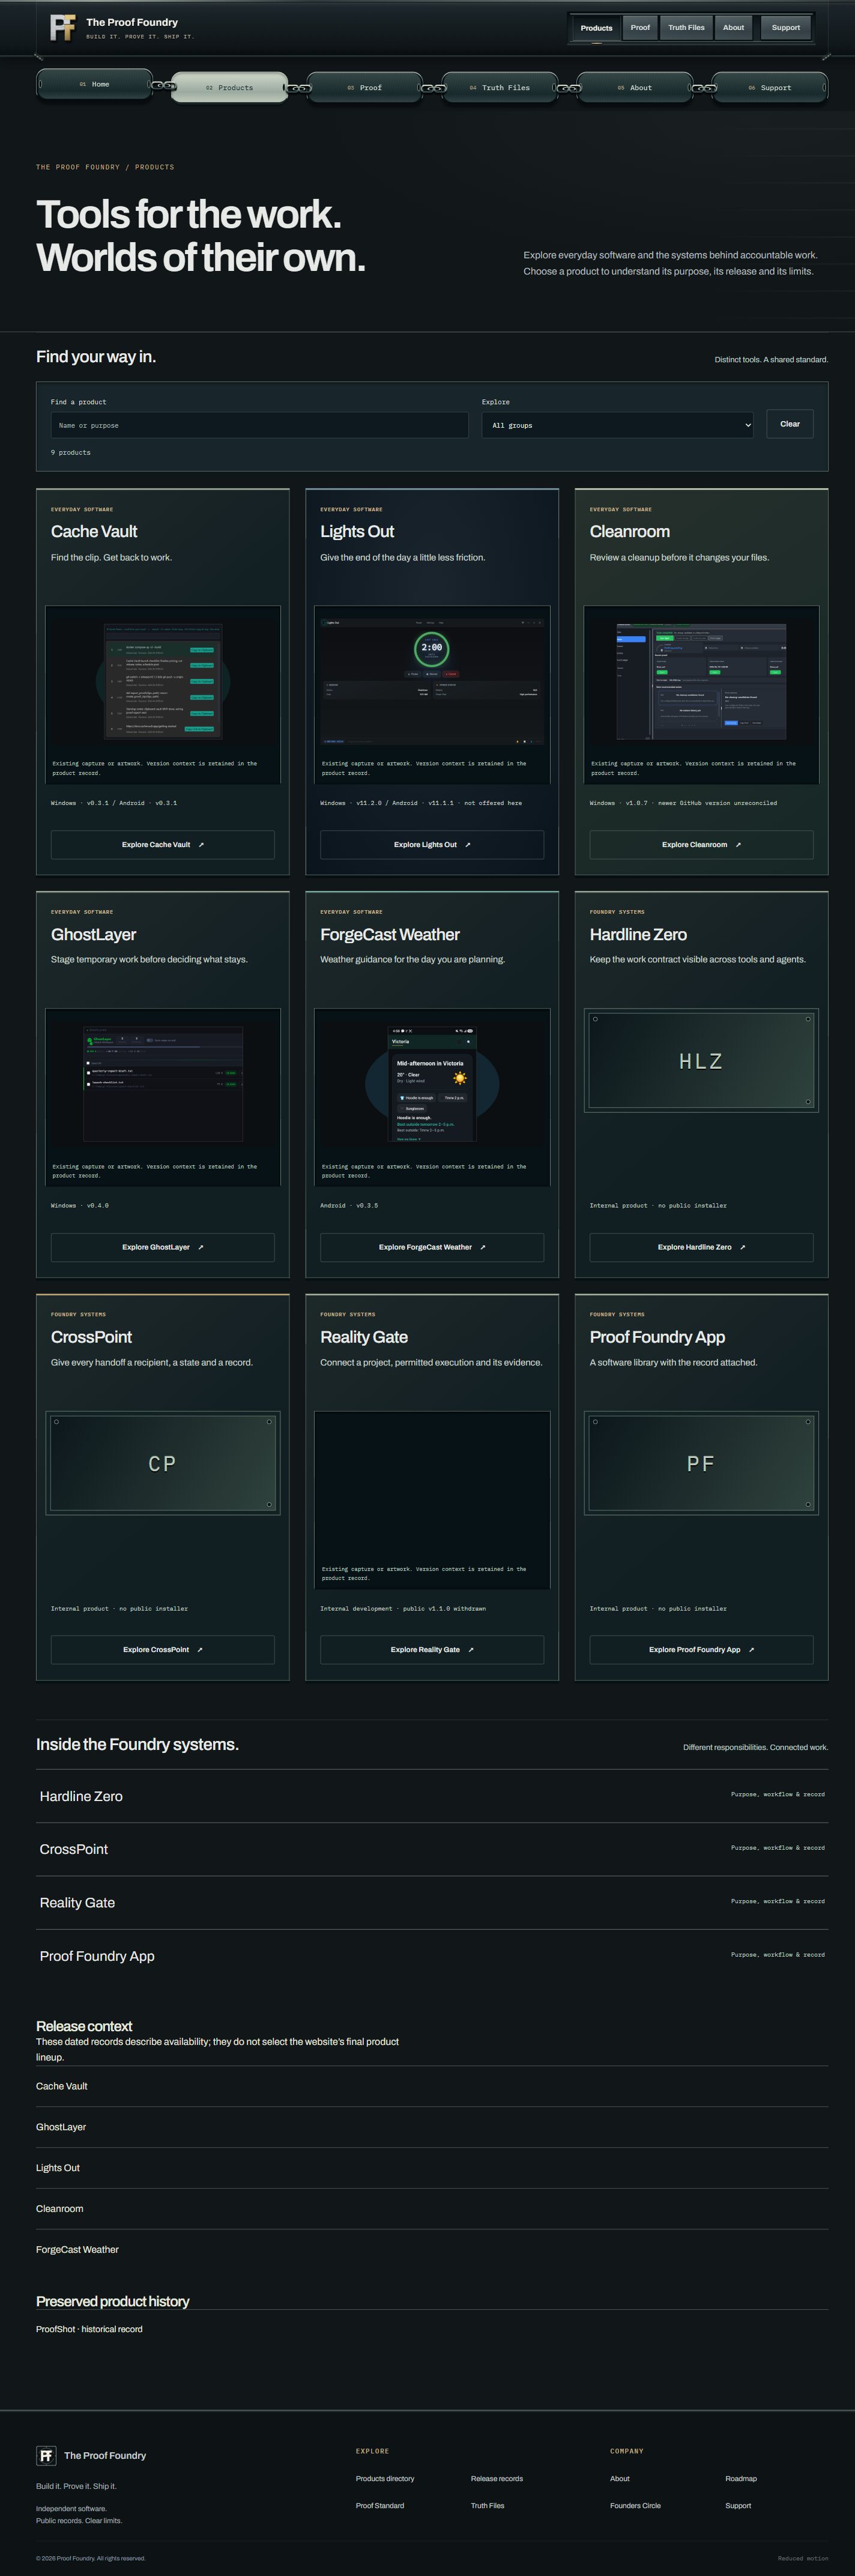 The Proof Foundry
BUILD IT. PROVE IT. SHIP IT.
Products Proof Truth Files About Support
01 Home
02 Products
03 Proof
04 Truth Files
05 About
06 Support
THE PROOF FOUNDRY / PRODUCTS
Tools for the work.
Worlds of their own.
Explore everyday software and the systems behind accountable work.
Choose a product to understand its purpose, its release and its limits.
Find your way in.
Distinct tools. A shared standard.
Find a product
Name or purpose
Explore
All groups
Clear
9 products
EVERYDAY SOFTWARE
Cache Vault
Find the clip. Get back to work.
Existing capture or artwork. Version context is retained in the
product record.
Windows · v0.3.1 / Android · v0.3.1
Explore Cache Vault ↗
EVERYDAY SOFTWARE
Lights Out
Give the end of the day a little less friction.
Lights Out
2:00
Existing capture or artwork. Version context is retained in the
product record.
Windows · v11.2.0 / Android · v11.1.1 · not offered here
Explore Lights Out ↗
EVERYDAY SOFTWARE
Cleanroom
Review a cleanup before it changes your files.
Existing capture or artwork. Version context is retained in the
product record.
Windows · v1.0.7 · newer GitHub version unreconciled
Explore Cleanroom ↗
EVERYDAY SOFTWARE
GhostLayer
Stage temporary work before deciding what stays.
GhostLayer
Existing capture or artwork. Version context is retained in the
product record.
Windows · v0.4.0
Explore GhostLayer ↗
EVERYDAY SOFTWARE
ForgeCast Weather
Weather guidance for the day you are planning.
Victoria
Mid-afternoon in Victoria
20° · Clear
Dry · Light wind
Hoodie is enough
Time 2 p.m.
Sunglasses
Hoodie is enough.
Existing capture or artwork. Version context is retained in the
product record.
Android · v0.3.5
Explore ForgeCast Weather ↗
FOUNDRY SYSTEMS
Hardline Zero
Keep the work contract visible across tools and agents.
HLZ
Internal product · no public installer
Explore Hardline Zero ↗
FOUNDRY SYSTEMS
CrossPoint
Give every handoff a recipient, a state and a record.
CP
Internal product · no public installer
Explore CrossPoint ↗
FOUNDRY SYSTEMS
Reality Gate
Connect a project, permitted execution and its evidence.
Existing capture or artwork. Version context is retained in the
product record.
Internal development · public v1.1.0 withdrawn
Explore Reality Gate ↗
FOUNDRY SYSTEMS
Proof Foundry App
A software library with the record attached.
PF
Internal product · no public installer
Explore Proof Foundry App ↗
Inside the Foundry systems.
Different responsibilities. Connected work.
Hardline Zero
Purpose, workflow & record
CrossPoint
Purpose, workflow & record
Reality Gate
Purpose, workflow & record
Proof Foundry App
Purpose, workflow & record
Release context
These dated records describe availability; they do not select the website's final product
lineup.
Cache Vault
GhostLayer
Lights Out
Cleanroom
ForgeCast Weather
Preserved product history
ProofShot · historical record
The Proof Foundry
Build it. Prove it. Ship it.
Independent software.
Public records. Clear limits.
EXPLORE
Products directory
Release records
Proof Standard
Truth Files
COMPANY
About
Roadmap
Founders Circle
Support
© 2026 Proof Foundry. All rights reserved.
Reduced motion